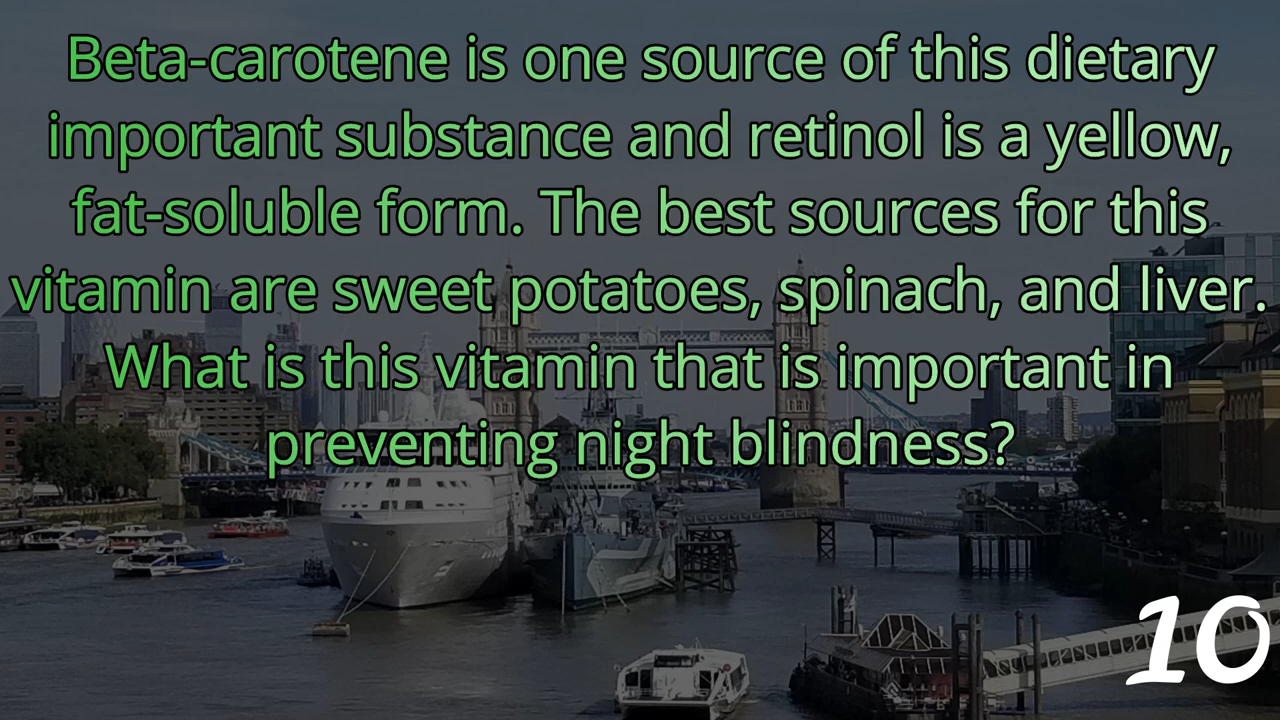 Beta-carotene is one source of this dietary
important substance and retinol is a yellow,
fat-soluble form. The best sources for this
vitamin are sweet potatoes, spinach, and liver.
What is this vitamin that is important in
preventing night blindness?
10